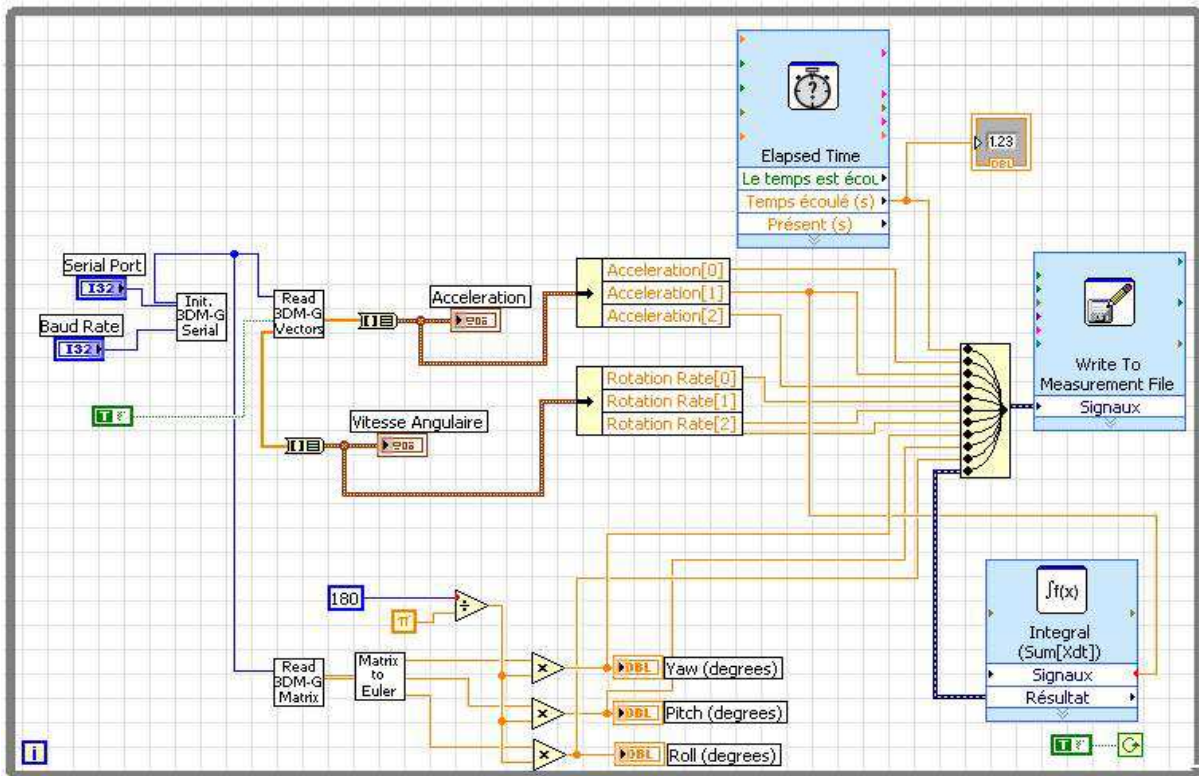 Elapsed Time
Le temps est écou
Temps écoulé (s)
Présent (s)
1.23
DBL
Serial Port
I32
Baud Rate
I32
Init.
3DM-G
Serial
Read
3DM-G
Vectors
Acceleration
Acceleration[0]
Acceleration[1]
Acceleration[2]
Write To
Measurement File
Signaux
T
Vitesse Angulaire
Rotation Rate[0]
Rotation Rate[1]
Rotation Rate[2]
180
π
Read
3DM-G
Matrix
Matrix
to
Euler
DBL Yaw (degrees)
DBL Pitch (degrees)
DBL Roll (degrees)
∫f(x)
Integral
(Sum[Xdt])
Signaux
Résultat
T
i